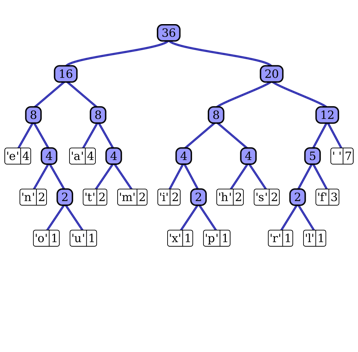 36
16 20
8 8 8 12
'e' 4 4 'a' 4 4 4 4 5 ' ' 7
'n' 2 2 't' 2 'm' 2 'i' 2 2 'h' 2 's' 2 2 'f' 3
'o' 1 'u' 1 'x' 1 'p' 1 'r' 1 'l' 1